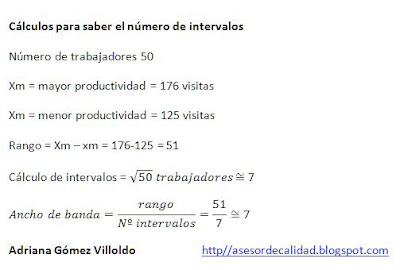 Cálculos para saber el número de intervalos
Número de trabajadores 50
Xm = mayor productividad = 176 visitas
Xm = menor productividad = 125 visitas
Rango = Xm – xm = 176-125 = 51
Cálculo de intervalos = √50 trabajadores ≅ 7
Ancho de banda = rango / Nº intervalos = 51 / 7 ≅ 7
Adriana Gómez Villoldo http//asesordecalidad.blogspot.com